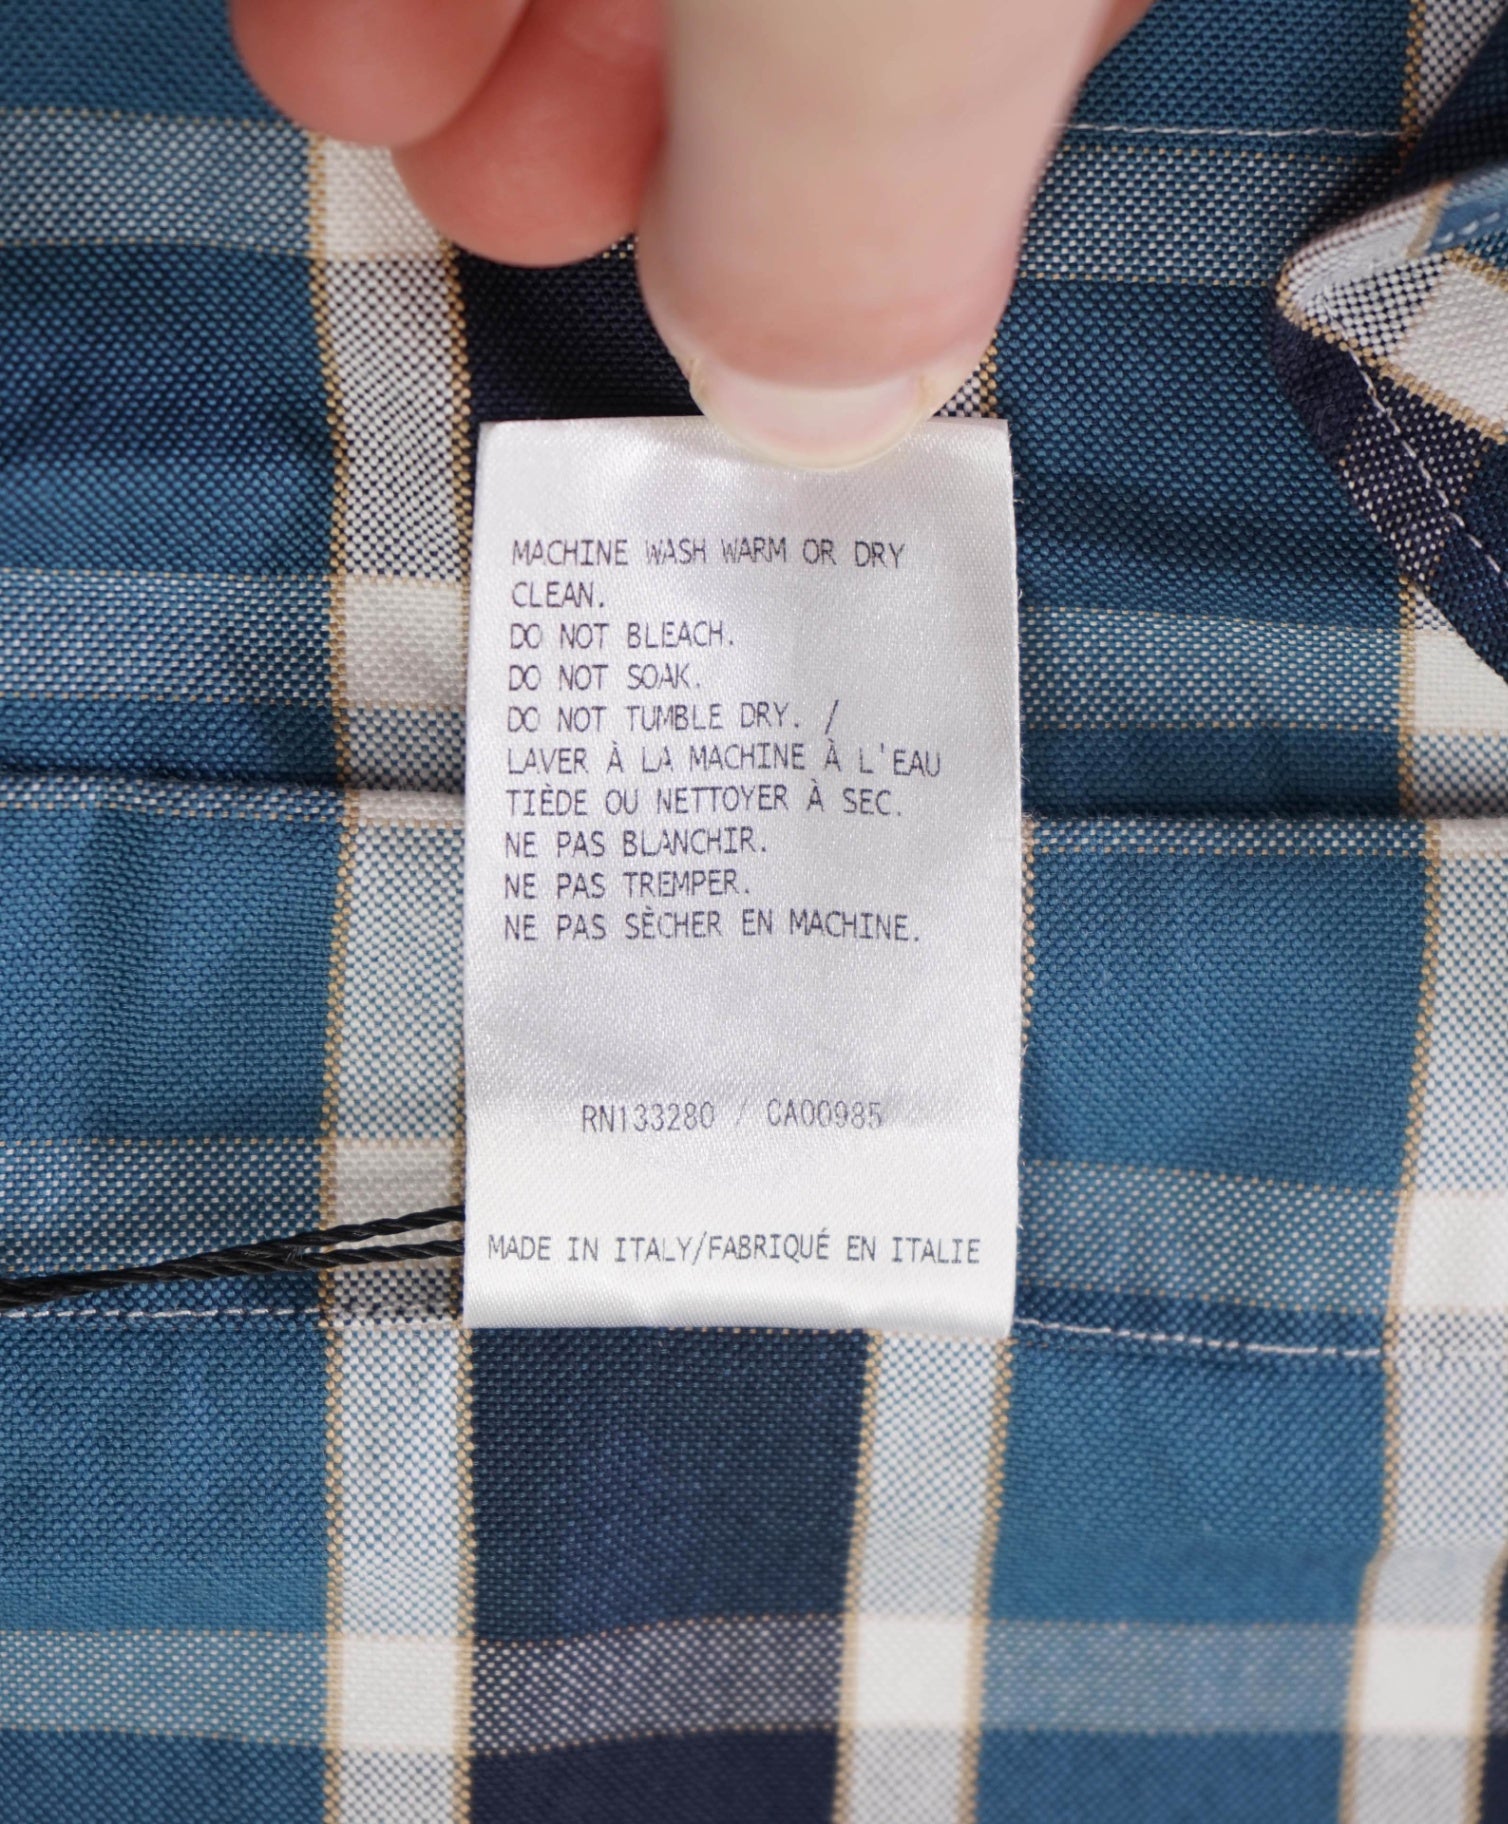 MACHINE WASH WARM OR DRY
CLEAN.
DO NOT BLEACH.
DO NOT SOAK.
DO NOT TUMBLE DRY. /
LAVER À LA MACHINE À L'EAU
TIÈDE OU NETTOYER À SEC.
NE PAS BLANCHIR.
NE PAS TREMPER.
NE PAS SÈCHER EN MACHINE.
RN133280 / CA00985
MADE IN ITALY/FABRIQUÉ EN ITALIE